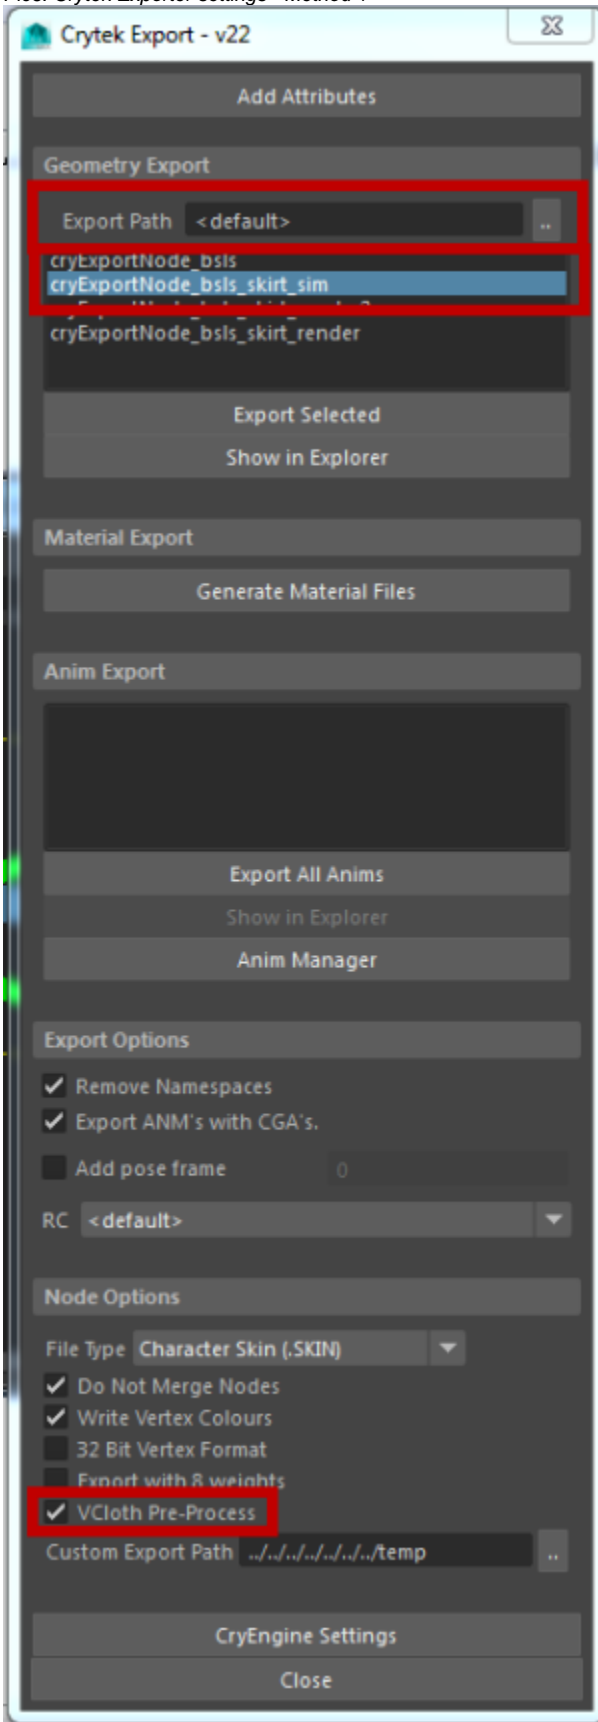 Crytek Export - v22
Add Attributes
Geometry Export
Export Path <default> ..
cryExportNode_bsls
cryExportNode_bsls_skirt_sim
cryExportNode_bsls_skirt_render
Export Selected
Show in Explorer
Material Export
Generate Material Files
Anim Export
Export All Anims
Show in Explorer
Anim Manager
Export Options
Remove Namespaces
Export ANM's with CGA's.
Add pose frame 0
RC <default>
Node Options
File Type Character Skin (.SKIN)
Do Not Merge Nodes
Write Vertex Colours
32 Bit Vertex Format
Export with 8 weights
VCloth Pre-Process
Custom Export Path ../../../../../../../temp ..
CryEngine Settings
Close